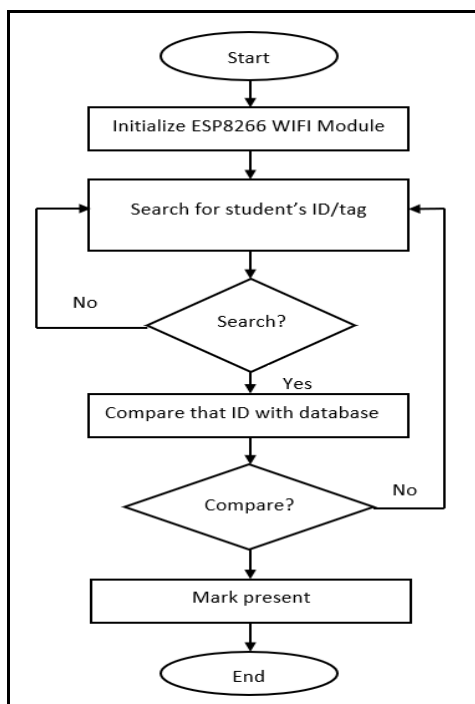 Start
Initialize ESP8266 WIFI Module
Search for student's ID/tag
No
Search?
Yes
Compare that ID with database
Compare?
No
Mark present
End